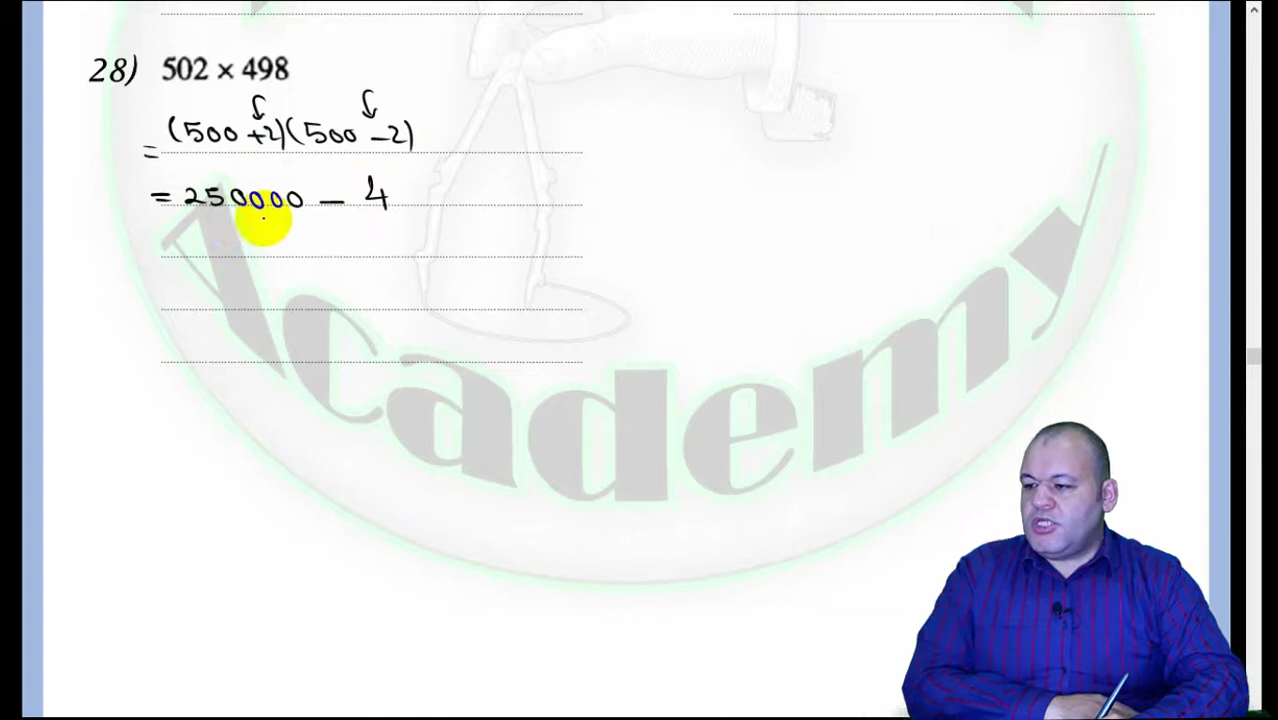 28) 502 × 498
= (500 + 2)(500 - 2)
= 250000 - 4
Academy